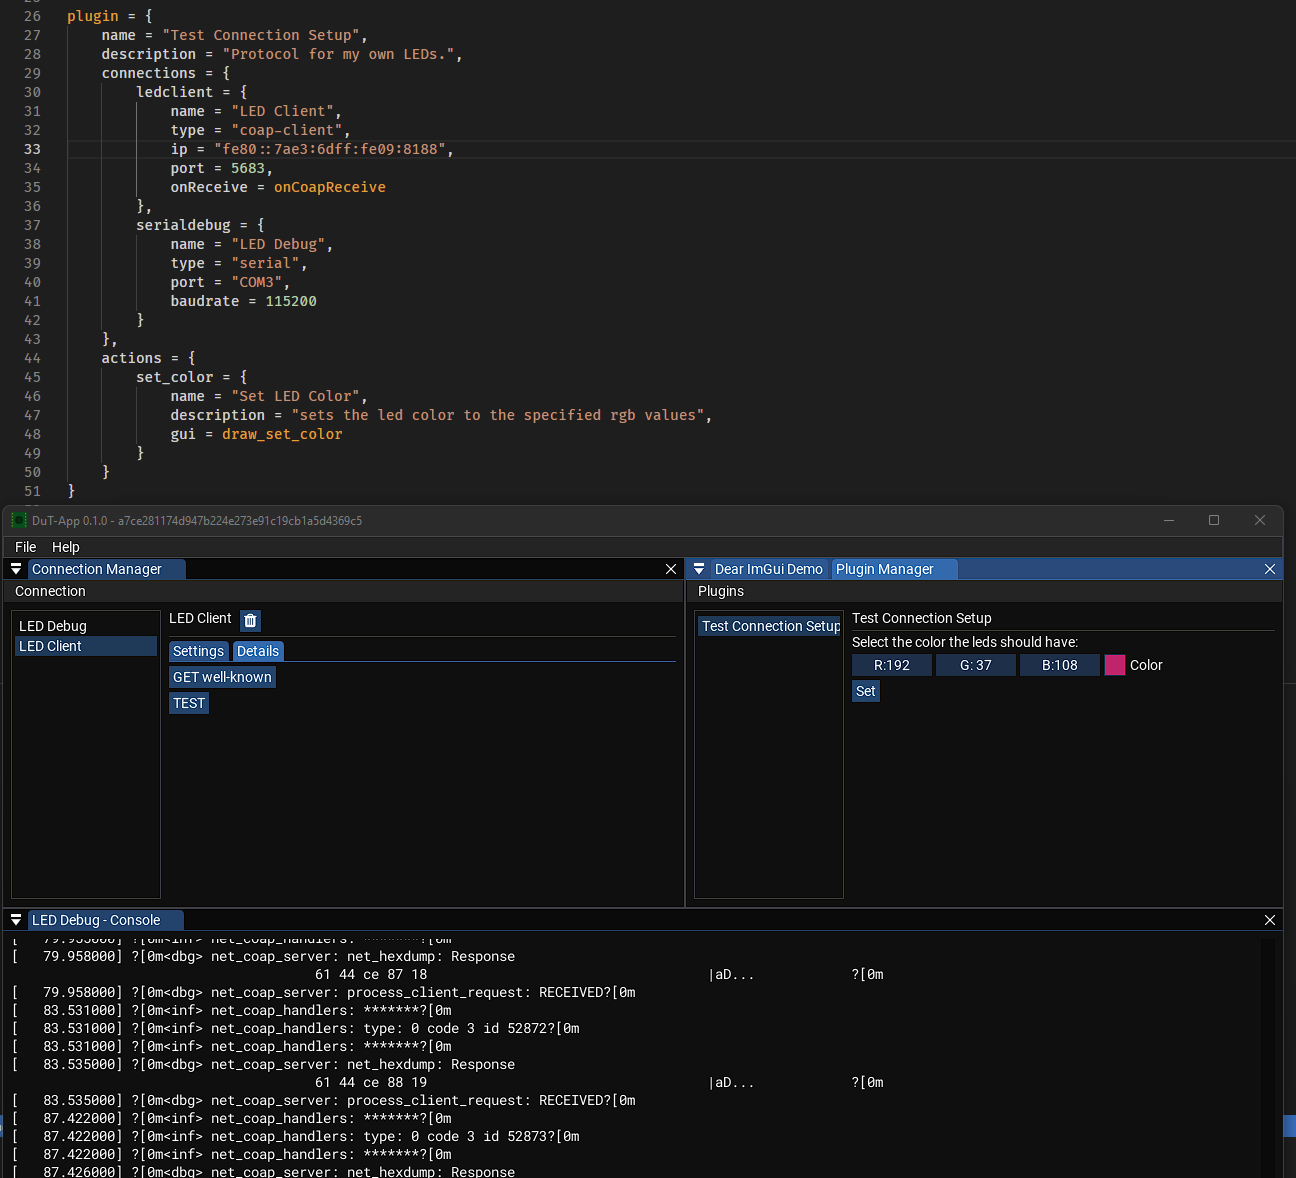 26 plugin = {
27 name = "Test Connection Setup",
28 description = "Protocol for my own LEDs.",
29 connections = {
30 ledclient = {
31 name = "LED Client",
32 type = "coap-client",
33 ip = "fe80::7ae3:6dff:fe09:8188",
34 port = 5683,
35 onReceive = onCoapReceive
36 },
37 serialdebug = {
38 name = "LED Debug",
39 type = "serial",
40 port = "COM3",
41 baudrate = 115200
42 }
43 },
44 actions = {
45 set_color = {
46 name = "Set LED Color",
47 description = "sets the led color to the specified rgb values",
48 gui = draw_set_color
49 }
50 }
51 }
DuT-App 0.1.0 - a7ce281174d947b224e273e91c19cb1a5d4369c5
File Help
Connection Manager
Connection
LED Debug
LED Client
LED Client
Settings Details
GET well-known
TEST
Dear ImGui Demo Plugin Manager
Plugins
Test Connection Setup
Test Connection Setup
Select the color the leds should have:
R:192 G: 37 B:108 Color
Set
LED Debug - Console
[ 79.955000] ?[0m<inf> net_coap_handlers: *******?[0m
[ 79.958000] ?[0m<dbg> net_coap_server: net_hexdump: Response
61 44 ce 87 18 |aD... ?[0m
[ 79.958000] ?[0m<dbg> net_coap_server: process_client_request: RECEIVED?[0m
[ 83.531000] ?[0m<inf> net_coap_handlers: *******?[0m
[ 83.531000] ?[0m<inf> net_coap_handlers: type: 0 code 3 id 52872?[0m
[ 83.531000] ?[0m<inf> net_coap_handlers: *******?[0m
[ 83.535000] ?[0m<dbg> net_coap_server: net_hexdump: Response
61 44 ce 88 19 |aD... ?[0m
[ 83.535000] ?[0m<dbg> net_coap_server: process_client_request: RECEIVED?[0m
[ 87.422000] ?[0m<inf> net_coap_handlers: *******?[0m
[ 87.422000] ?[0m<inf> net_coap_handlers: type: 0 code 3 id 52873?[0m
[ 87.422000] ?[0m<inf> net_coap_handlers: *******?[0m
[ 87.426000] ?[0m<dbg> net_coap_server: net_hexdump: Response